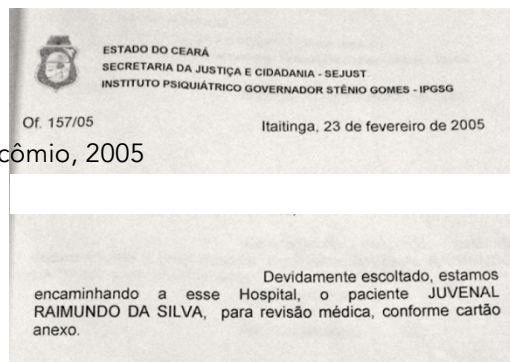 ESTADO DO CEARÁ
SECRETARIA DA JUSTIÇA E CIDADANIA - SEJUST
INSTITUTO PSIQUIÁTRICO GOVERNADOR STÊNIO GOMES - IPGSG
Of. 157/05 Itaitinga, 23 de fevereiro de 2005
cômio, 2005
Devidamente escoltado, estamos
encaminhando a esse Hospital, o paciente JUVENAL
RAIMUNDO DA SILVA, para revisão médica, conforme cartão
anexo.